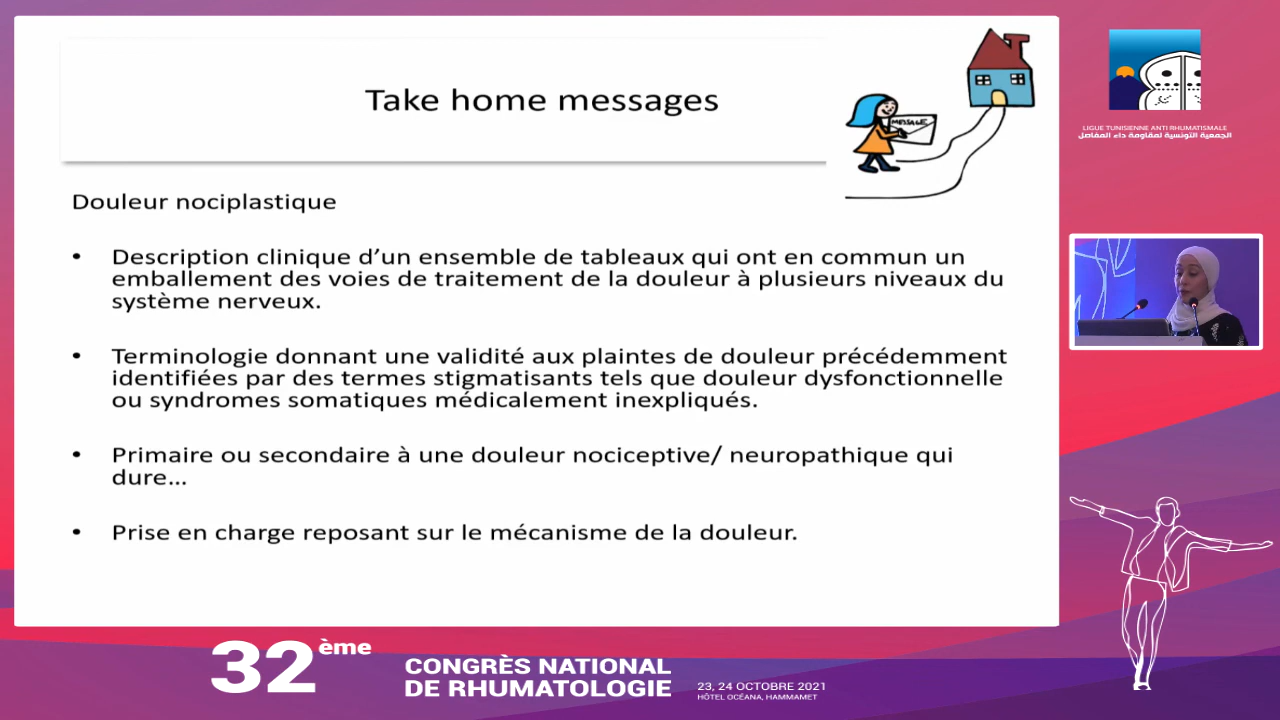 Take home messages
MESSAGE
Douleur nociplastique
• Description clinique d’un ensemble de tableaux qui ont en commun un
emballement des voies de traitement de la douleur à plusieurs niveaux du
système nerveux.
• Terminologie donnant une validité aux plaintes de douleur précédemment
identifiées par des termes stigmatisants tels que douleur dysfonctionnelle
ou syndromes somatiques médicalement inexpliqués.
• Primaire ou secondaire à une douleur nociceptive/ neuropathique qui
dure...
• Prise en charge reposant sur le mécanisme de la douleur.
LIGUE TUNISIENNE ANTI RHUMATISMALE
الجمعية التونسية لمقاومة داء المفاصل
32ème
CONGRÈS NATIONAL
DE RHUMATOLOGIE
23, 24 OCTOBRE 2021
HÔTEL OCÉANA, HAMMAMET